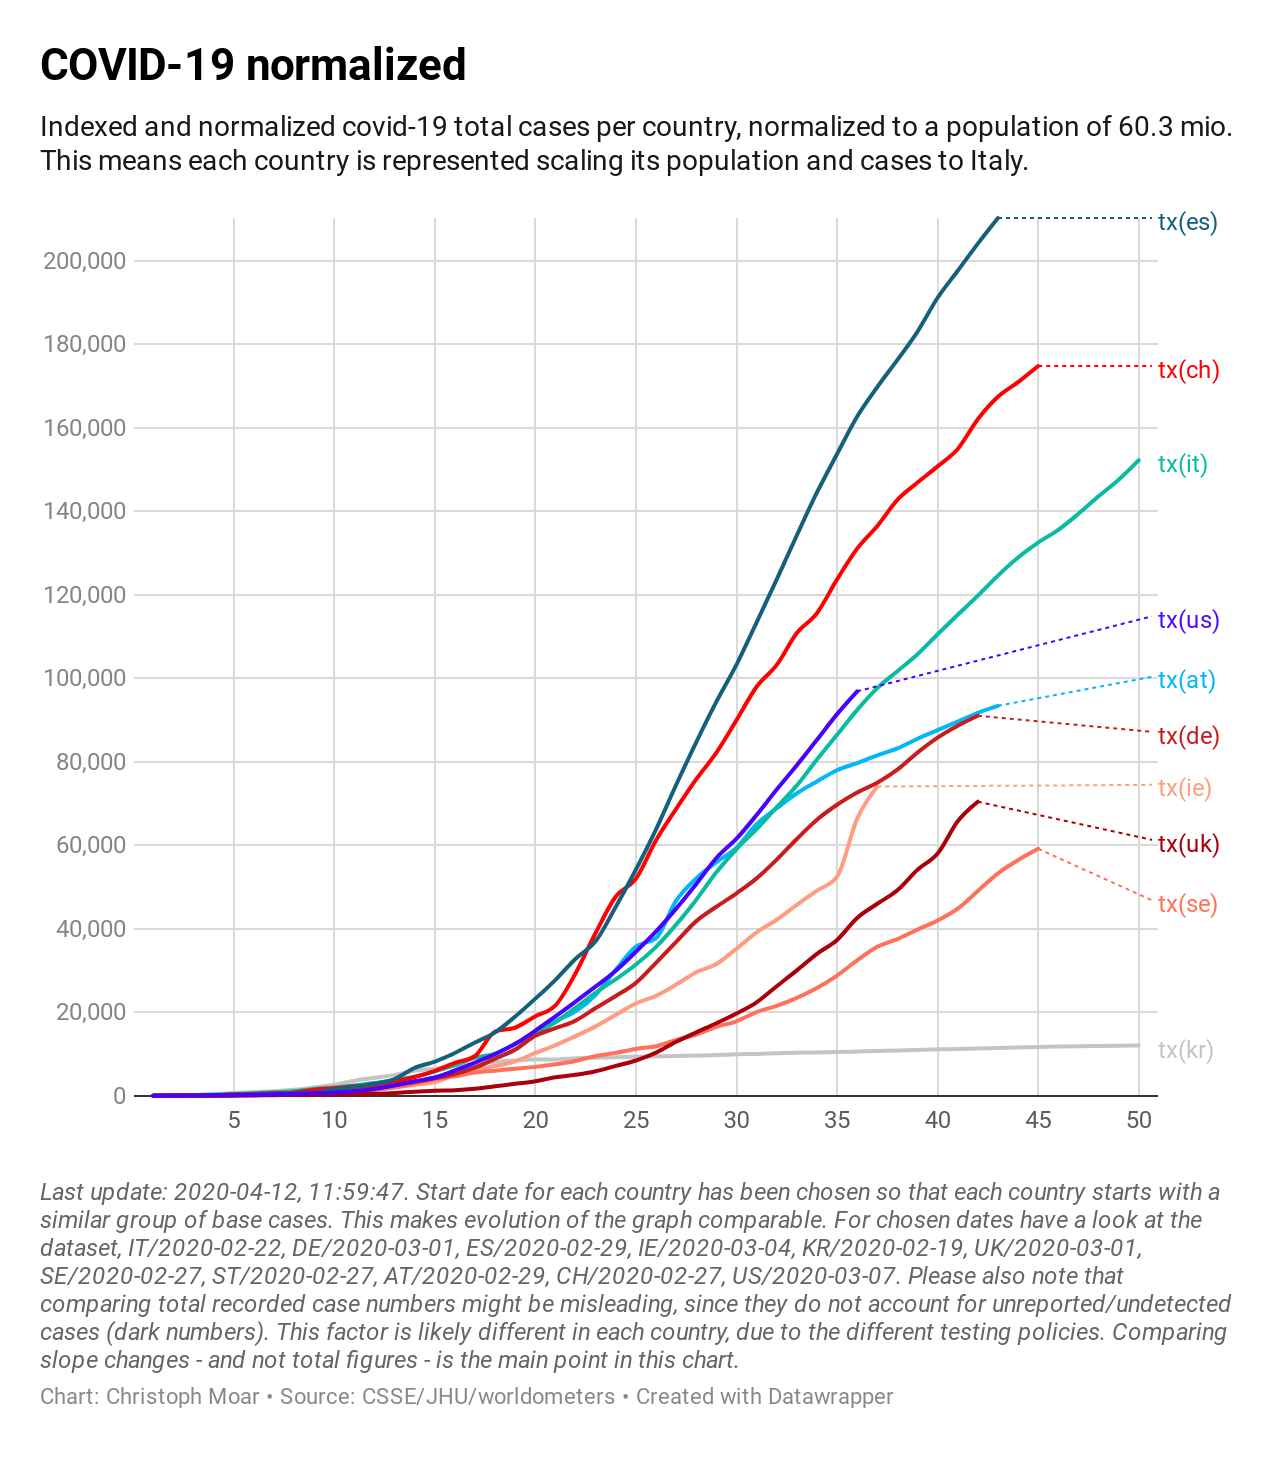 COVID-19 normalized
Indexed and normalized covid-19 total cases per country, normalized to a population of 60.3 mio.
This means each country is represented scaling its population and cases to Italy.
tx(es)
200,000
180,000
tx(ch)
160,000
tx(it)
140,000
120,000
tx(us)
100,000
tx(at)
tx(de)
80,000
tx(ie)
60,000
tx(uk)
tx(se)
40,000
20,000
tx(kr)
0
5 10 15 20 25 30 35 40 45 50
Last update: 2020-04-12, 11:59:47. Start date for each country has been chosen so that each country starts with a
similar group of base cases. This makes evolution of the graph comparable. For chosen dates have a look at the
dataset, IT/2020-02-22, DE/2020-03-01, ES/2020-02-29, IE/2020-03-04, KR/2020-02-19, UK/2020-03-01,
SE/2020-02-27, ST/2020-02-27, AT/2020-02-29, CH/2020-02-27, US/2020-03-07. Please also note that
comparing total recorded case numbers might be misleading, since they do not account for unreported/undetected
cases (dark numbers). This factor is likely different in each country, due to the different testing policies. Comparing
slope changes - and not total figures - is the main point in this chart.
Chart: Christoph Moar • Source: CSSE/JHU/worldometers • Created with Datawrapper